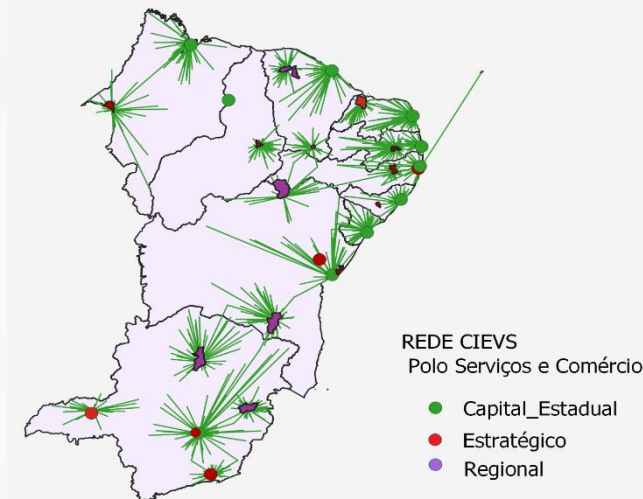 REDE CIEVS
Polo Serviços e Comércio
Capital_Estadual
Estratégico
Regional